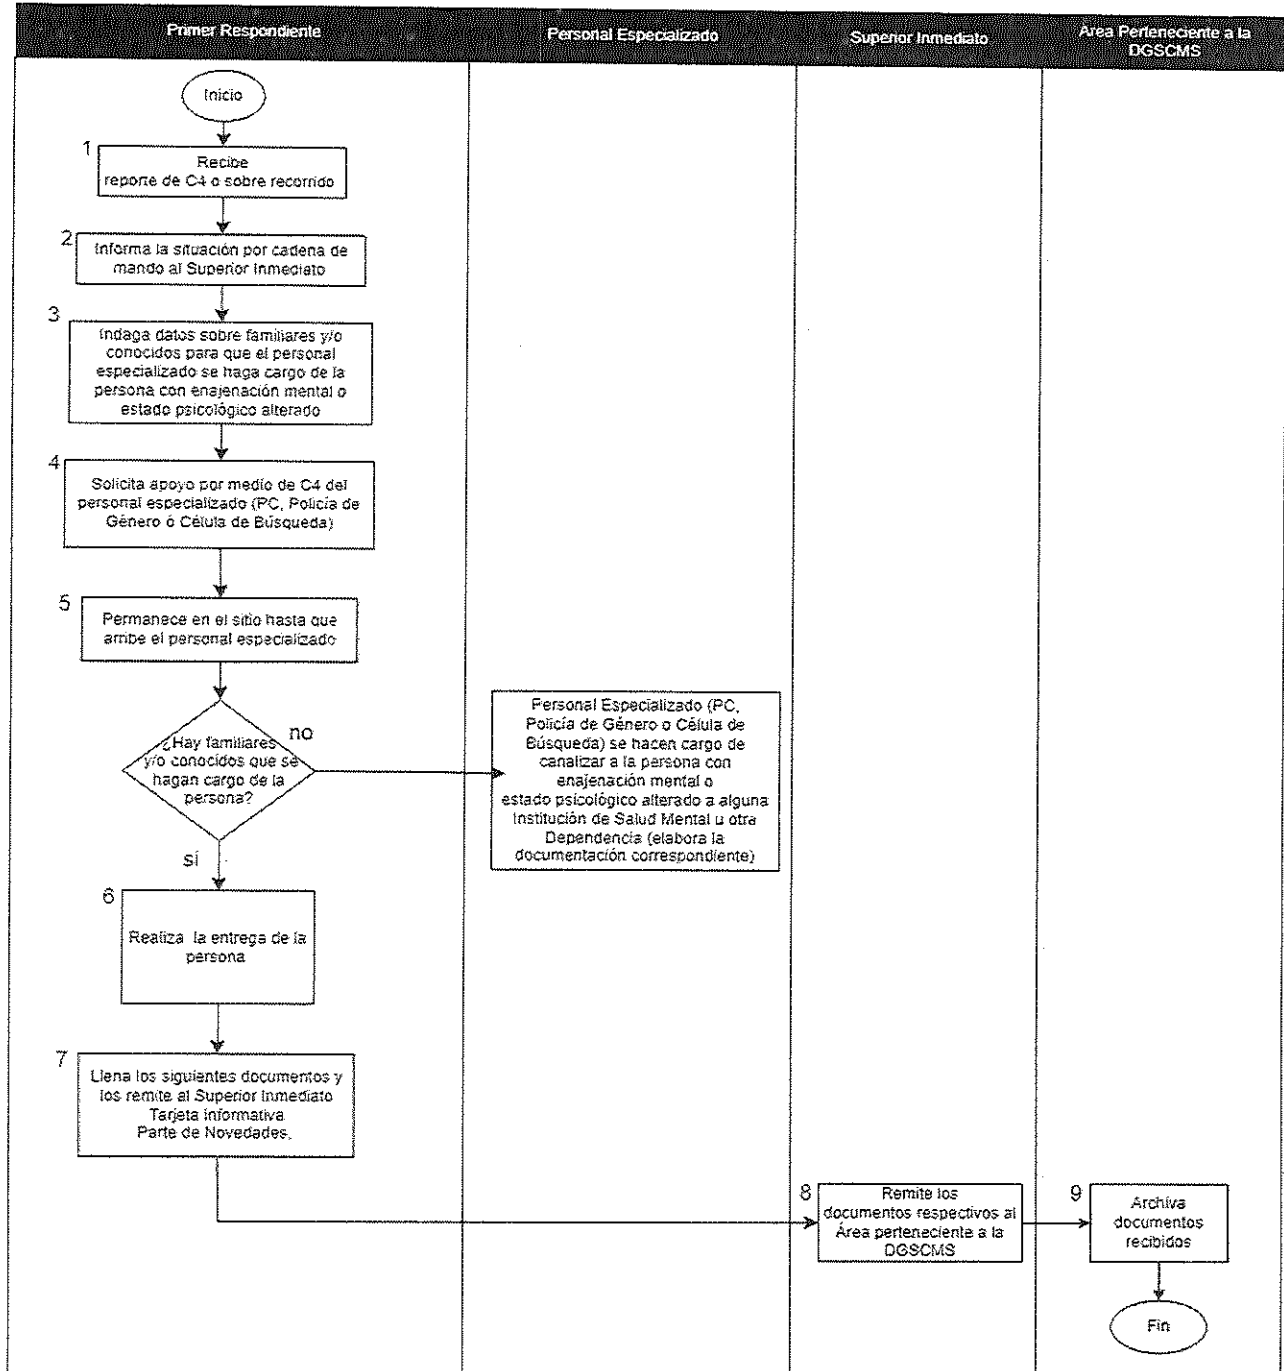 Primer Respondiente
Personal Especializado
Superior Inmediato
Área Perteneciente a la
DGSCMS
Inicio
1
Recibe
reporte de C4 o sobre recorrido
2
Informa la situación por cadena de
mando al Superior Inmediato
3
Indaga datos sobre familiares y/o
conocidos para que el personal
especializado se haga cargo de la
persona con enajenación mental o
estado psicológico alterado
4
Solicita apoyo por medio de C4 del
personal especializado (PC, Policía de
Género ó Célula de Búsqueda)
5
Permanece en el sitio hasta que
arribe el personal especializado
¿Hay familiares
y/o conocidos que se
hagan cargo de la
persona?
no
Personal Especializado (PC,
Policía de Género o Célula de
Búsqueda) se hacen cargo de
canalizar a la persona con
enajenación mental o
estado psicológico alterado a alguna
Institución de Salud Mental u otra
Dependencia (elabora la
documentación correspondiente)
sí
6
Realiza la entrega de la
persona
7
Llena los siguientes documentos y
los remite al Superior Inmediato
Tarjeta Informativa
Parte de Novedades.
8
Remite los
documentos respectivos al
Área perteneciente a la
DGSCMS
9
Archiva
documentos
recibidos
Fin